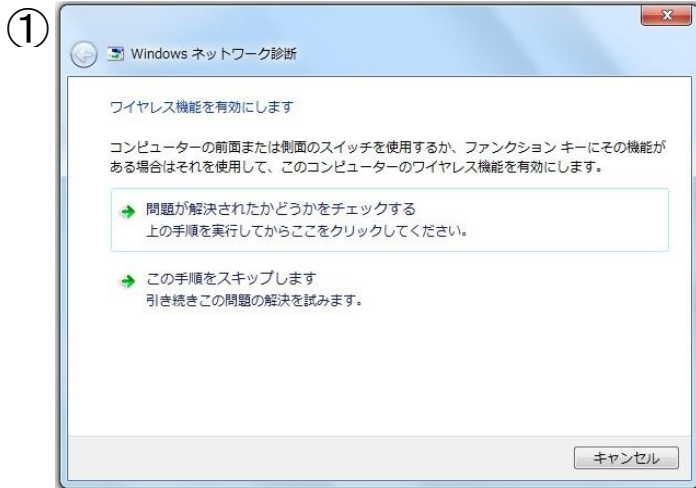 ①
Windows ネットワーク診断
ワイヤレス機能を有効にします
コンピューターの前面または側面のスイッチを使用するか、ファンクション キーにその機能が
ある場合はそれを使用して、このコンピューターのワイヤレス機能を有効にします。
問題が解決されたかどうかをチェックする
上の手順を実行してからここをクリックしてください。
この手順をスキップします
引き続きこの問題の解決を試みます。
キャンセル